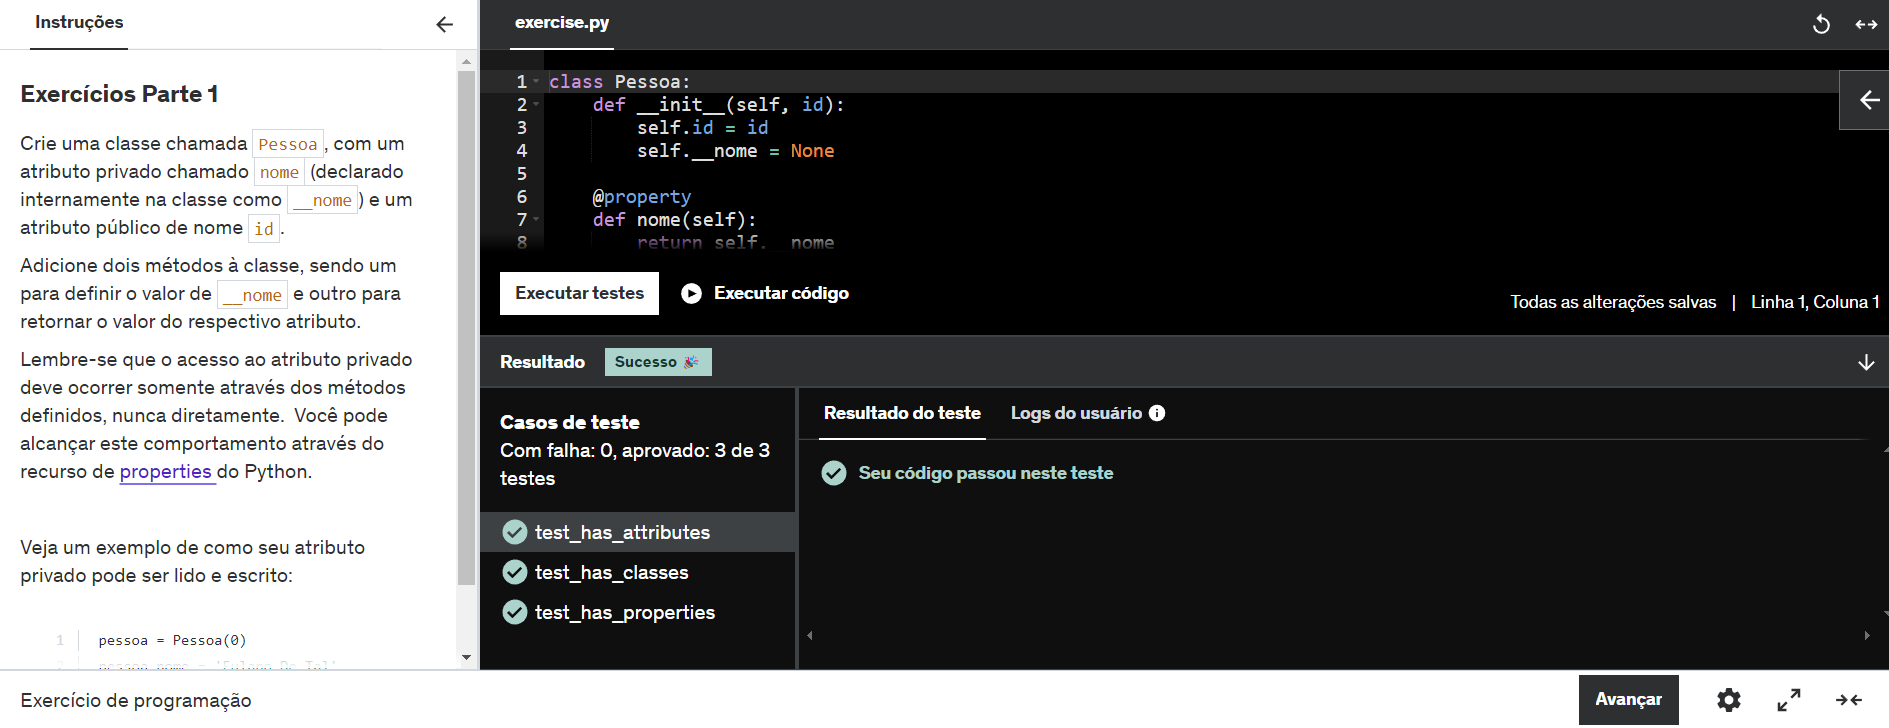 Instruções
Exercícios Parte 1
Crie uma classe chamada Pessoa, com um
atributo privado chamado nome (declarado
internamente na classe como __nome) e um
atributo público de nome id.
Adicione dois métodos à classe, sendo um
para definir o valor de __nome e outro para
retornar o valor do respectivo atributo.
Lembre-se que o acesso ao atributo privado
deve ocorrer somente através dos métodos
definidos, nunca diretamente. Você pode
alcançar este comportamento através do
recurso de properties do Python.
Veja um exemplo de como seu atributo
privado pode ser lido e escrito:
1 pessoa = Pessoa(0)
2 pessoa.nome = 'Fulano De Tal'
exercise.py
1 class Pessoa:
2 def __init__(self, id):
3 self.id = id
4 self.__nome = None
5
6 @property
7 def nome(self):
8 return self.__nome
Executar testes
Executar código
Todas as alterações salvas | Linha 1, Coluna 1
Resultado Sucesso 🎉
Casos de teste
Com falha: 0, aprovado: 3 de 3
testes
test_has_attributes
test_has_classes
test_has_properties
Resultado do teste Logs do usuário
Seu código passou neste teste
Exercício de programação
Avançar